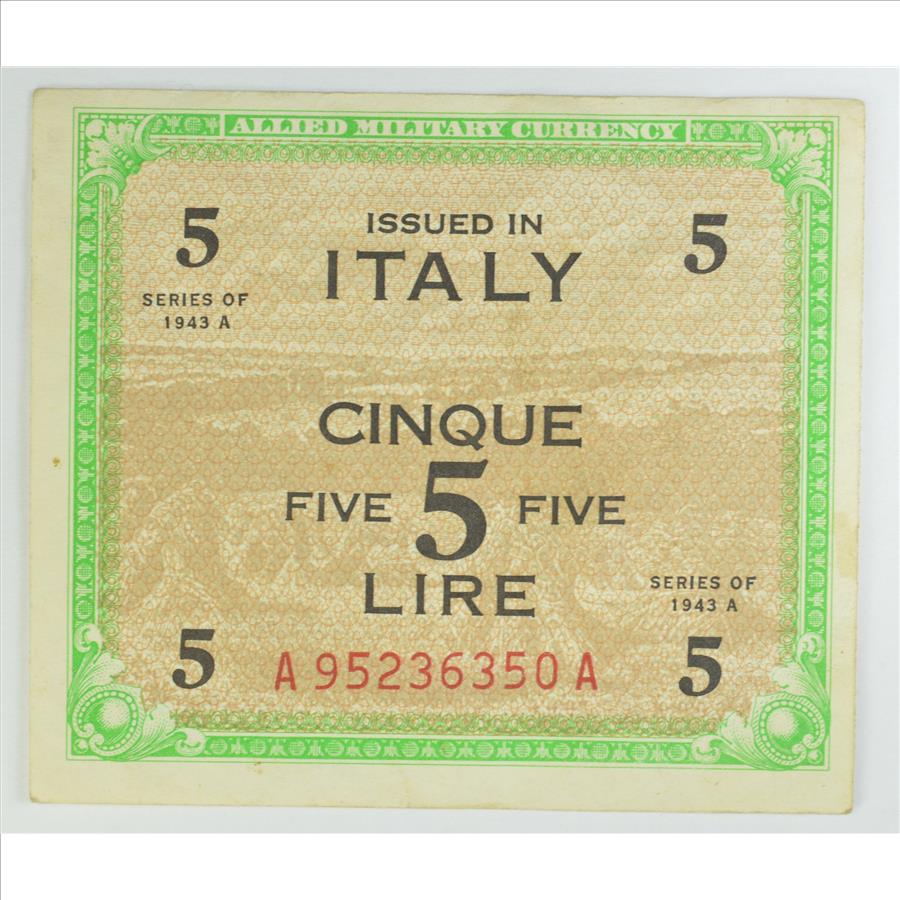 ALLIED MILITARY CURRENCY
5 ISSUED IN 5
ITALY
SERIES OF
1943 A
CINQUE
FIVE 5 FIVE
LIRE
SERIES OF
1943 A
5 A 95236350 A 5